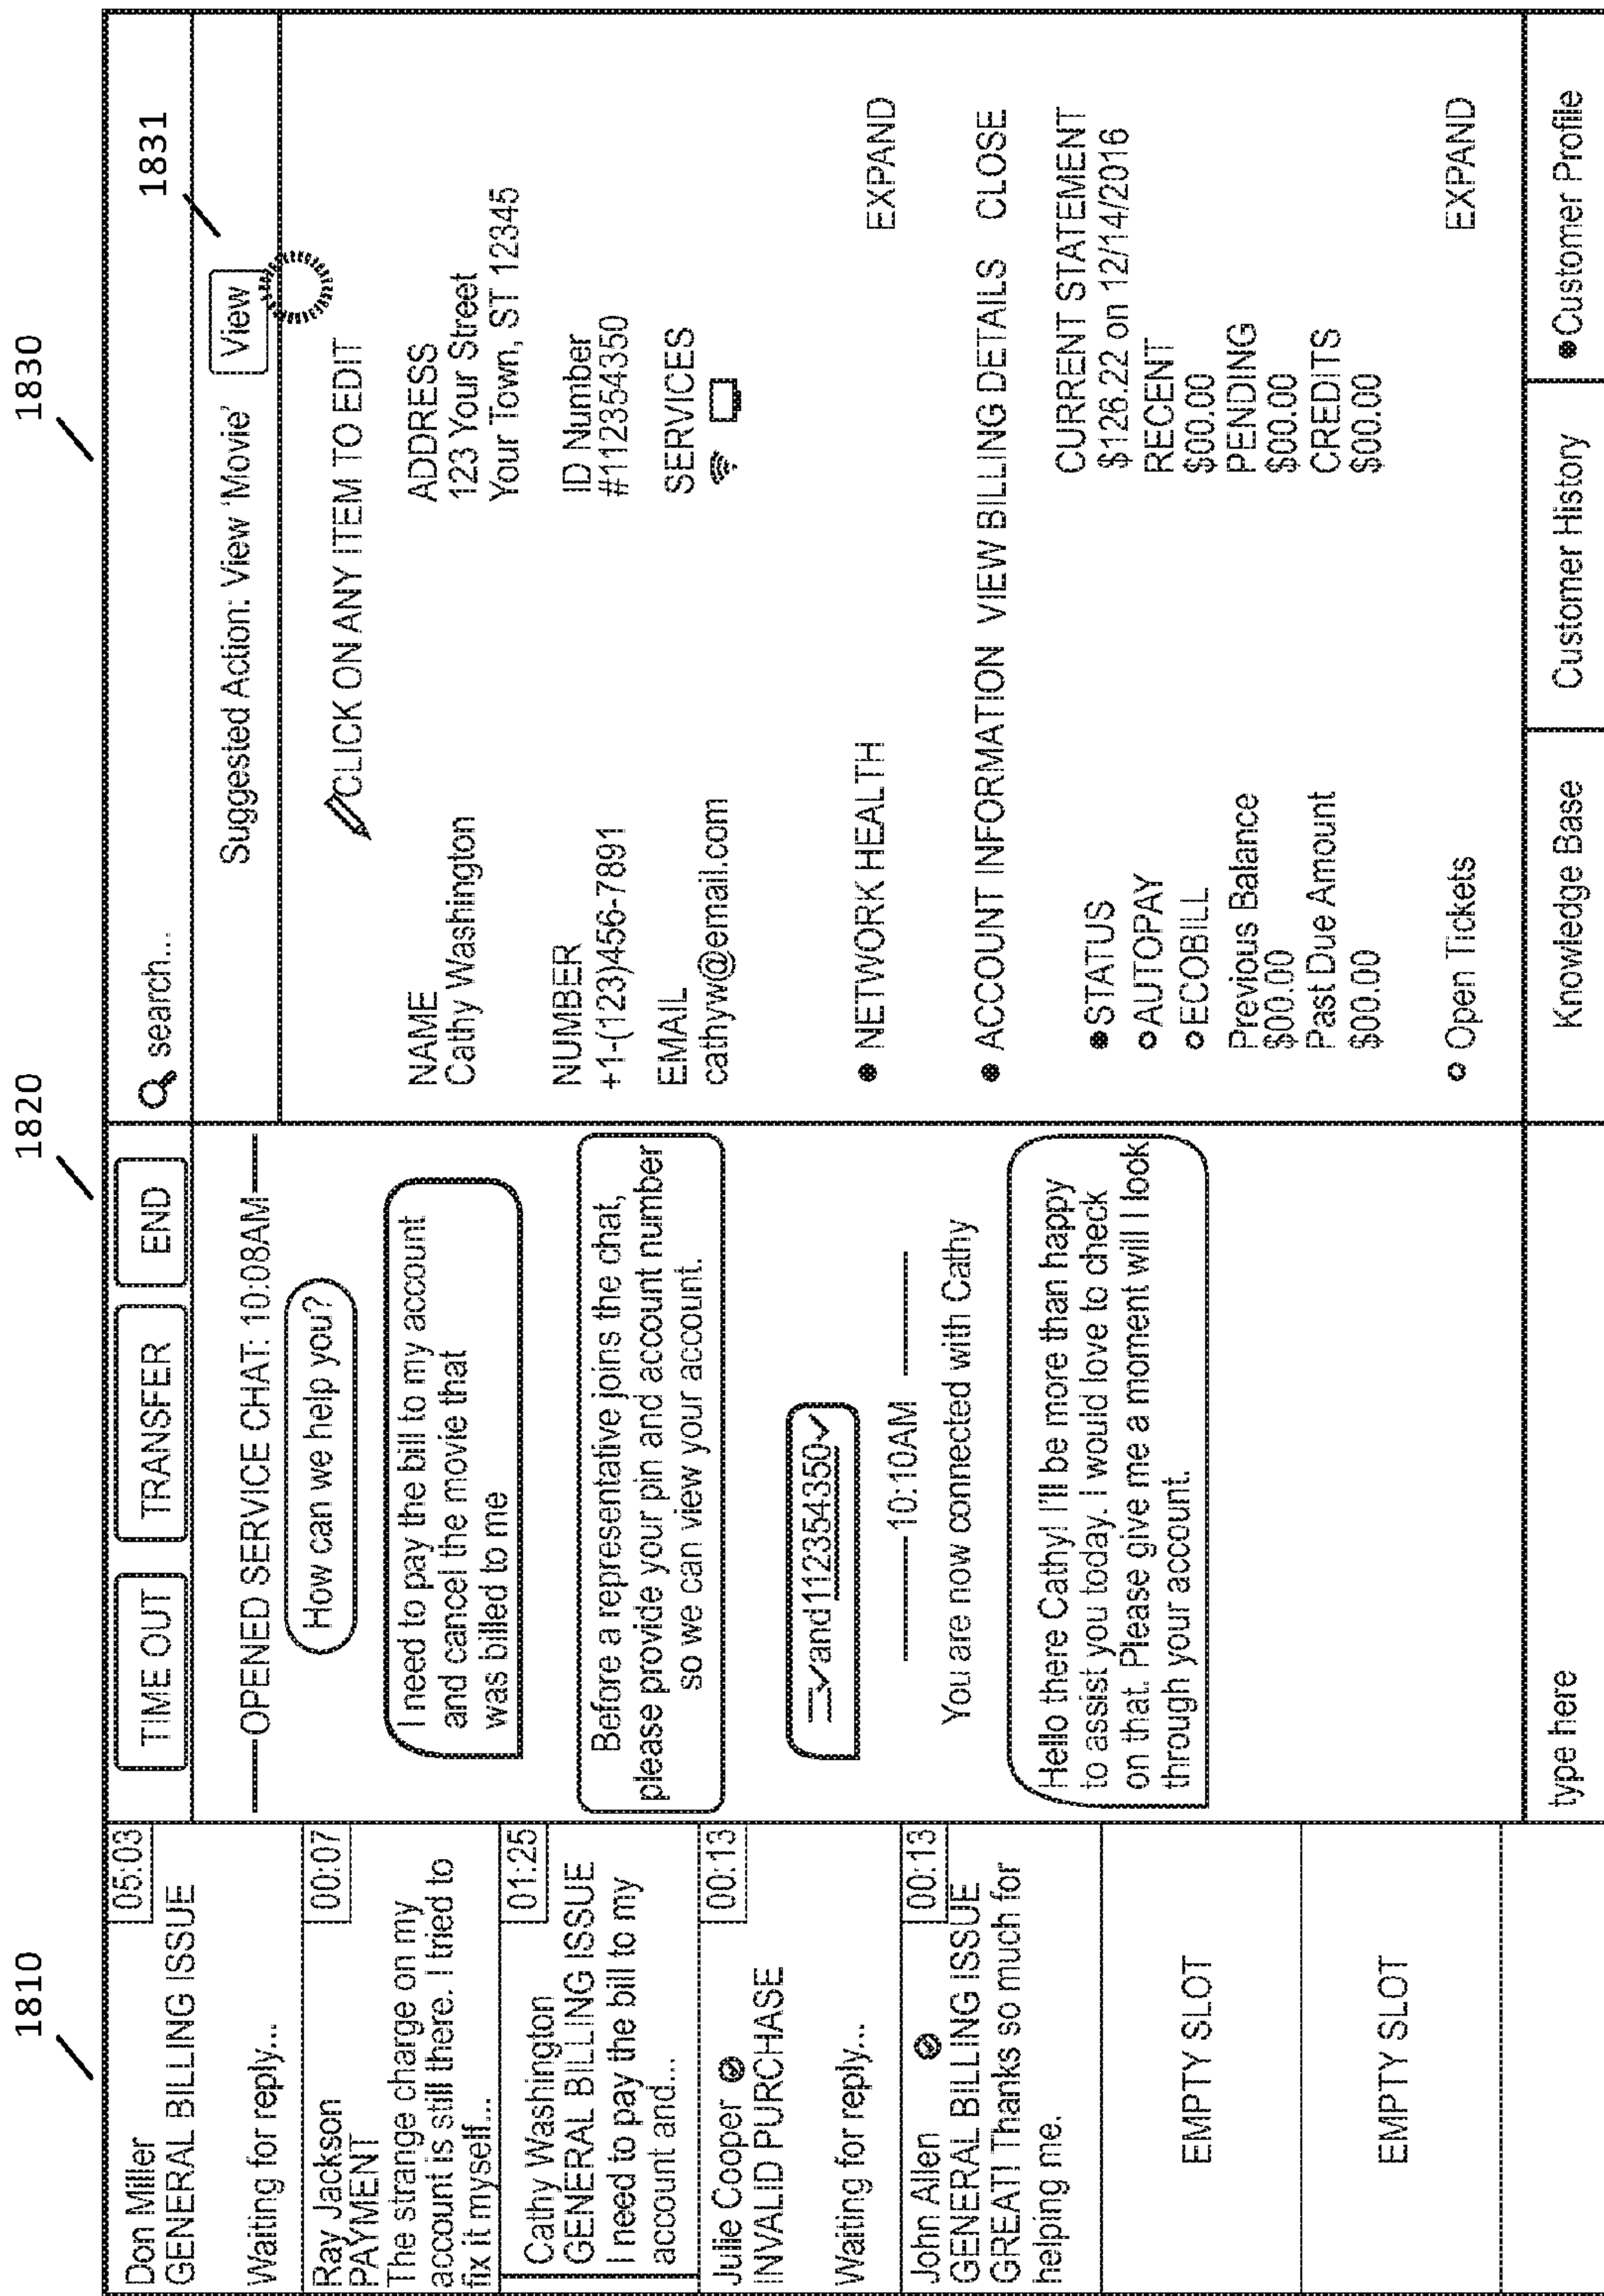 1810
1820
1830
1831
Don Miller 05:03
GENERAL BILLING ISSUE
Waiting for reply...
Ray Jackson 00:07
PAYMENT
The strange charge on my
account is still there. I tried to
fix it myself...
Cathy Washington 01:25
GENERAL BILLING ISSUE
I need to pay the bill to my
account and...
Julie Cooper 00:13
INVALID PURCHASE
Waiting for reply...
John Allen 00:13
GENERAL BILLING ISSUE
GREAT! Thanks so much for
helping me.
EMPTY SLOT
EMPTY SLOT
TIME OUT TRANSFER END
OPENED SERVICE CHAT: 10:08AM
How can we help you?
I need to pay the bill to my account
and cancel the movie that
was billed to me
Before a representative joins the chat,
please provide your pin and account number
so we can view your account.
and 112354350
10:10AM
You are now connected with Cathy
Hello there Cathy! I'll be more than happy
to assist you today. I would love to check
on that. Please give me a moment will I look
through your account.
type here
search...
Suggested Action: View 'Movie' View
CLICK ON ANY ITEM TO EDIT
NAME
Cathy Washington
NUMBER
+1-(123)456-7891
EMAIL
cathyw@email.com
ADDRESS
123 Your Street
Your Town, ST 12345
ID Number
#112354350
SERVICES
NETWORK HEALTH EXPAND
ACCOUNT INFORMATION VIEW BILLING DETAILS CLOSE
STATUS
AUTOPAY
ECOBILL
Previous Balance
$00.00
Past Due Amount
$00.00
CURRENT STATEMENT
$126.22 on 12/14/2016
RECENT
$00.00
PENDING
$00.00
CREDITS
$00.00
Open Tickets EXPAND
Knowledge Base Customer History Customer Profile